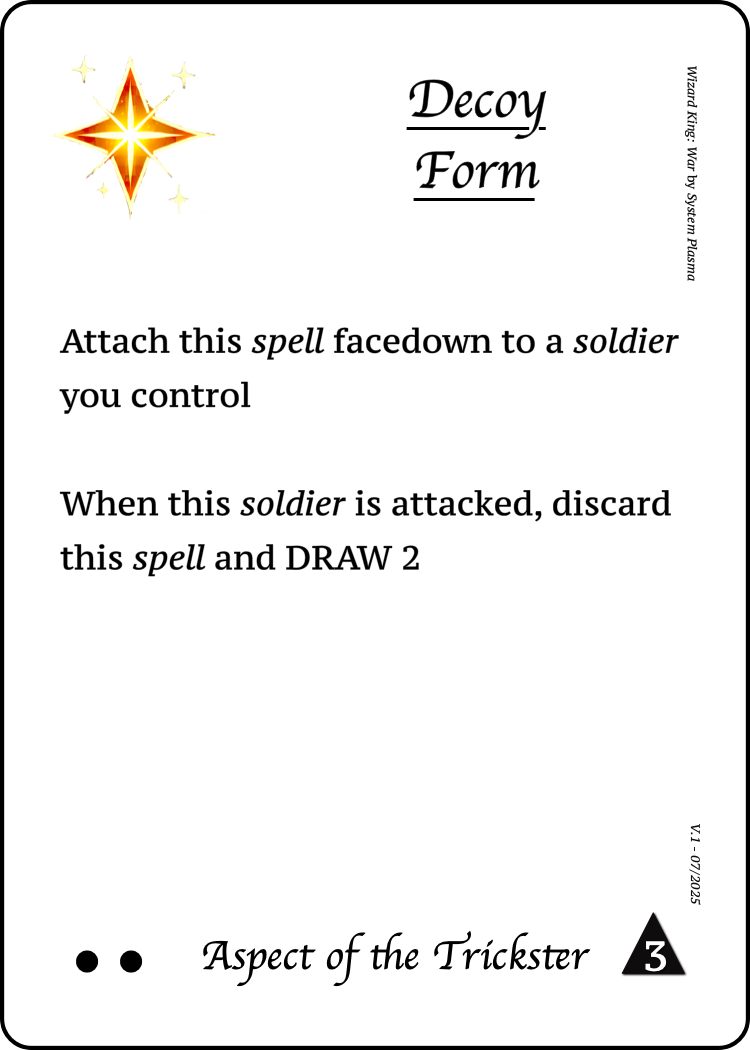 Decoy
Form
Wizard King: War by System Plasma
Attach this spell facedown to a soldier
you control
When this soldier is attacked, discard
this spell and DRAW 2
V.1 - 07/2025
Aspect of the Trickster
3